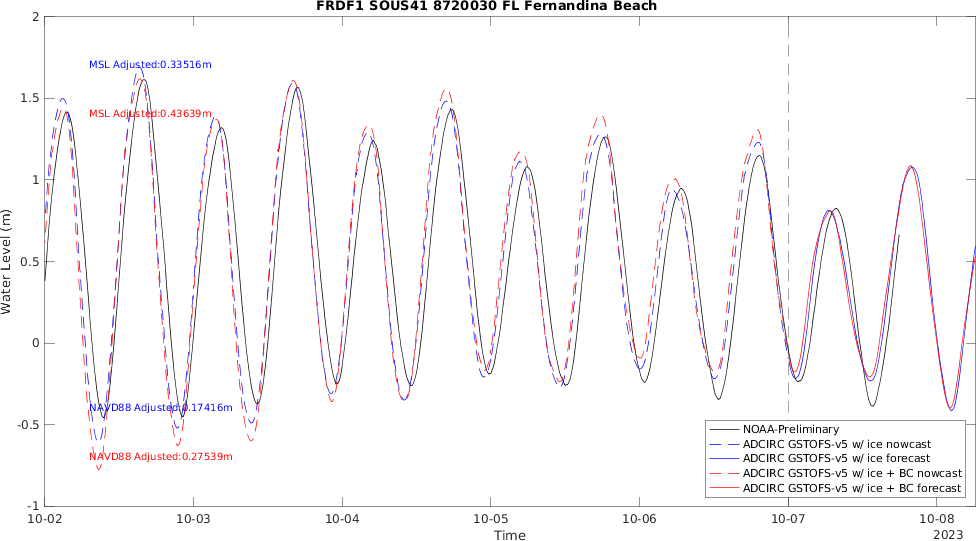 FRDF1 SOUS41 8720030 FL Fernandina Beach
2
1.5
1
0.5
0
-0.5
-1
Water Level (m)
MSL Adjusted:0.33516m
MSL Adjusted:0.43639m
NAVD88 Adjusted:0.17416m
NAVD88 Adjusted:0.27539m
NOAA-Preliminary
ADCIRC GSTOFS-v5 w/ ice nowcast
ADCIRC GSTOFS-v5 w/ ice forecast
ADCIRC GSTOFS-v5 w/ ice + BC nowcast
ADCIRC GSTOFS-v5 w/ ice + BC forecast
10-02 10-03 10-04 10-05 10-06 10-07 10-08
Time
2023